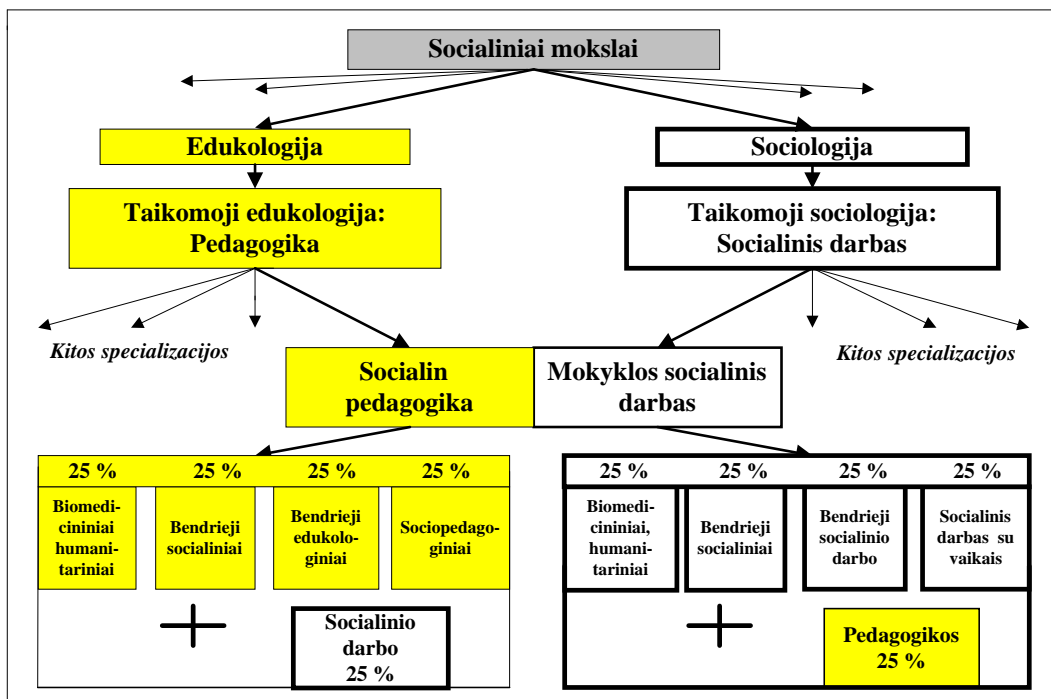 Socialiniai mokslai
Edukologija
Sociologija
Taikomoji edukologija:
Pedagogika
Taikomoji sociologija:
Socialinis darbas
Kitos specializacijos
Kitos specializacijos
Socialin
pedagogika
Mokyklos socialinis
darbas
25 %
25 %
25 %
25 %
Biomedi-
cininiai
humani-
tariniai
Bendrieji
socialiniai
Bendrieji
edukolo-
giniai
Sociopedago-
giniai
Socialinio
darbo
25 %
25 %
25 %
25 %
25 %
Biomedi-
cininiai,
humani-
tariniai
Bendrieji
socialiniai
Bendrieji
socialinio
darbo
Socialinis
darbas su
vaikais
Pedagogikos
25 %